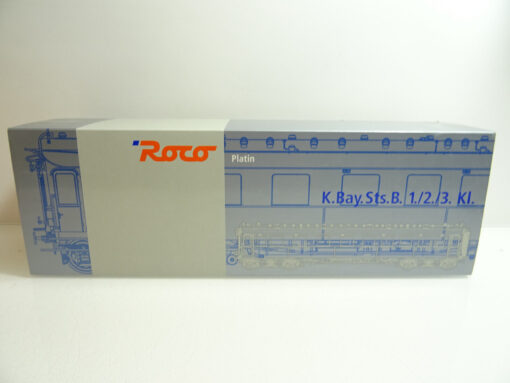 Roco
Platin
K.Bay.Sts.B. 1./2./3. Kl.